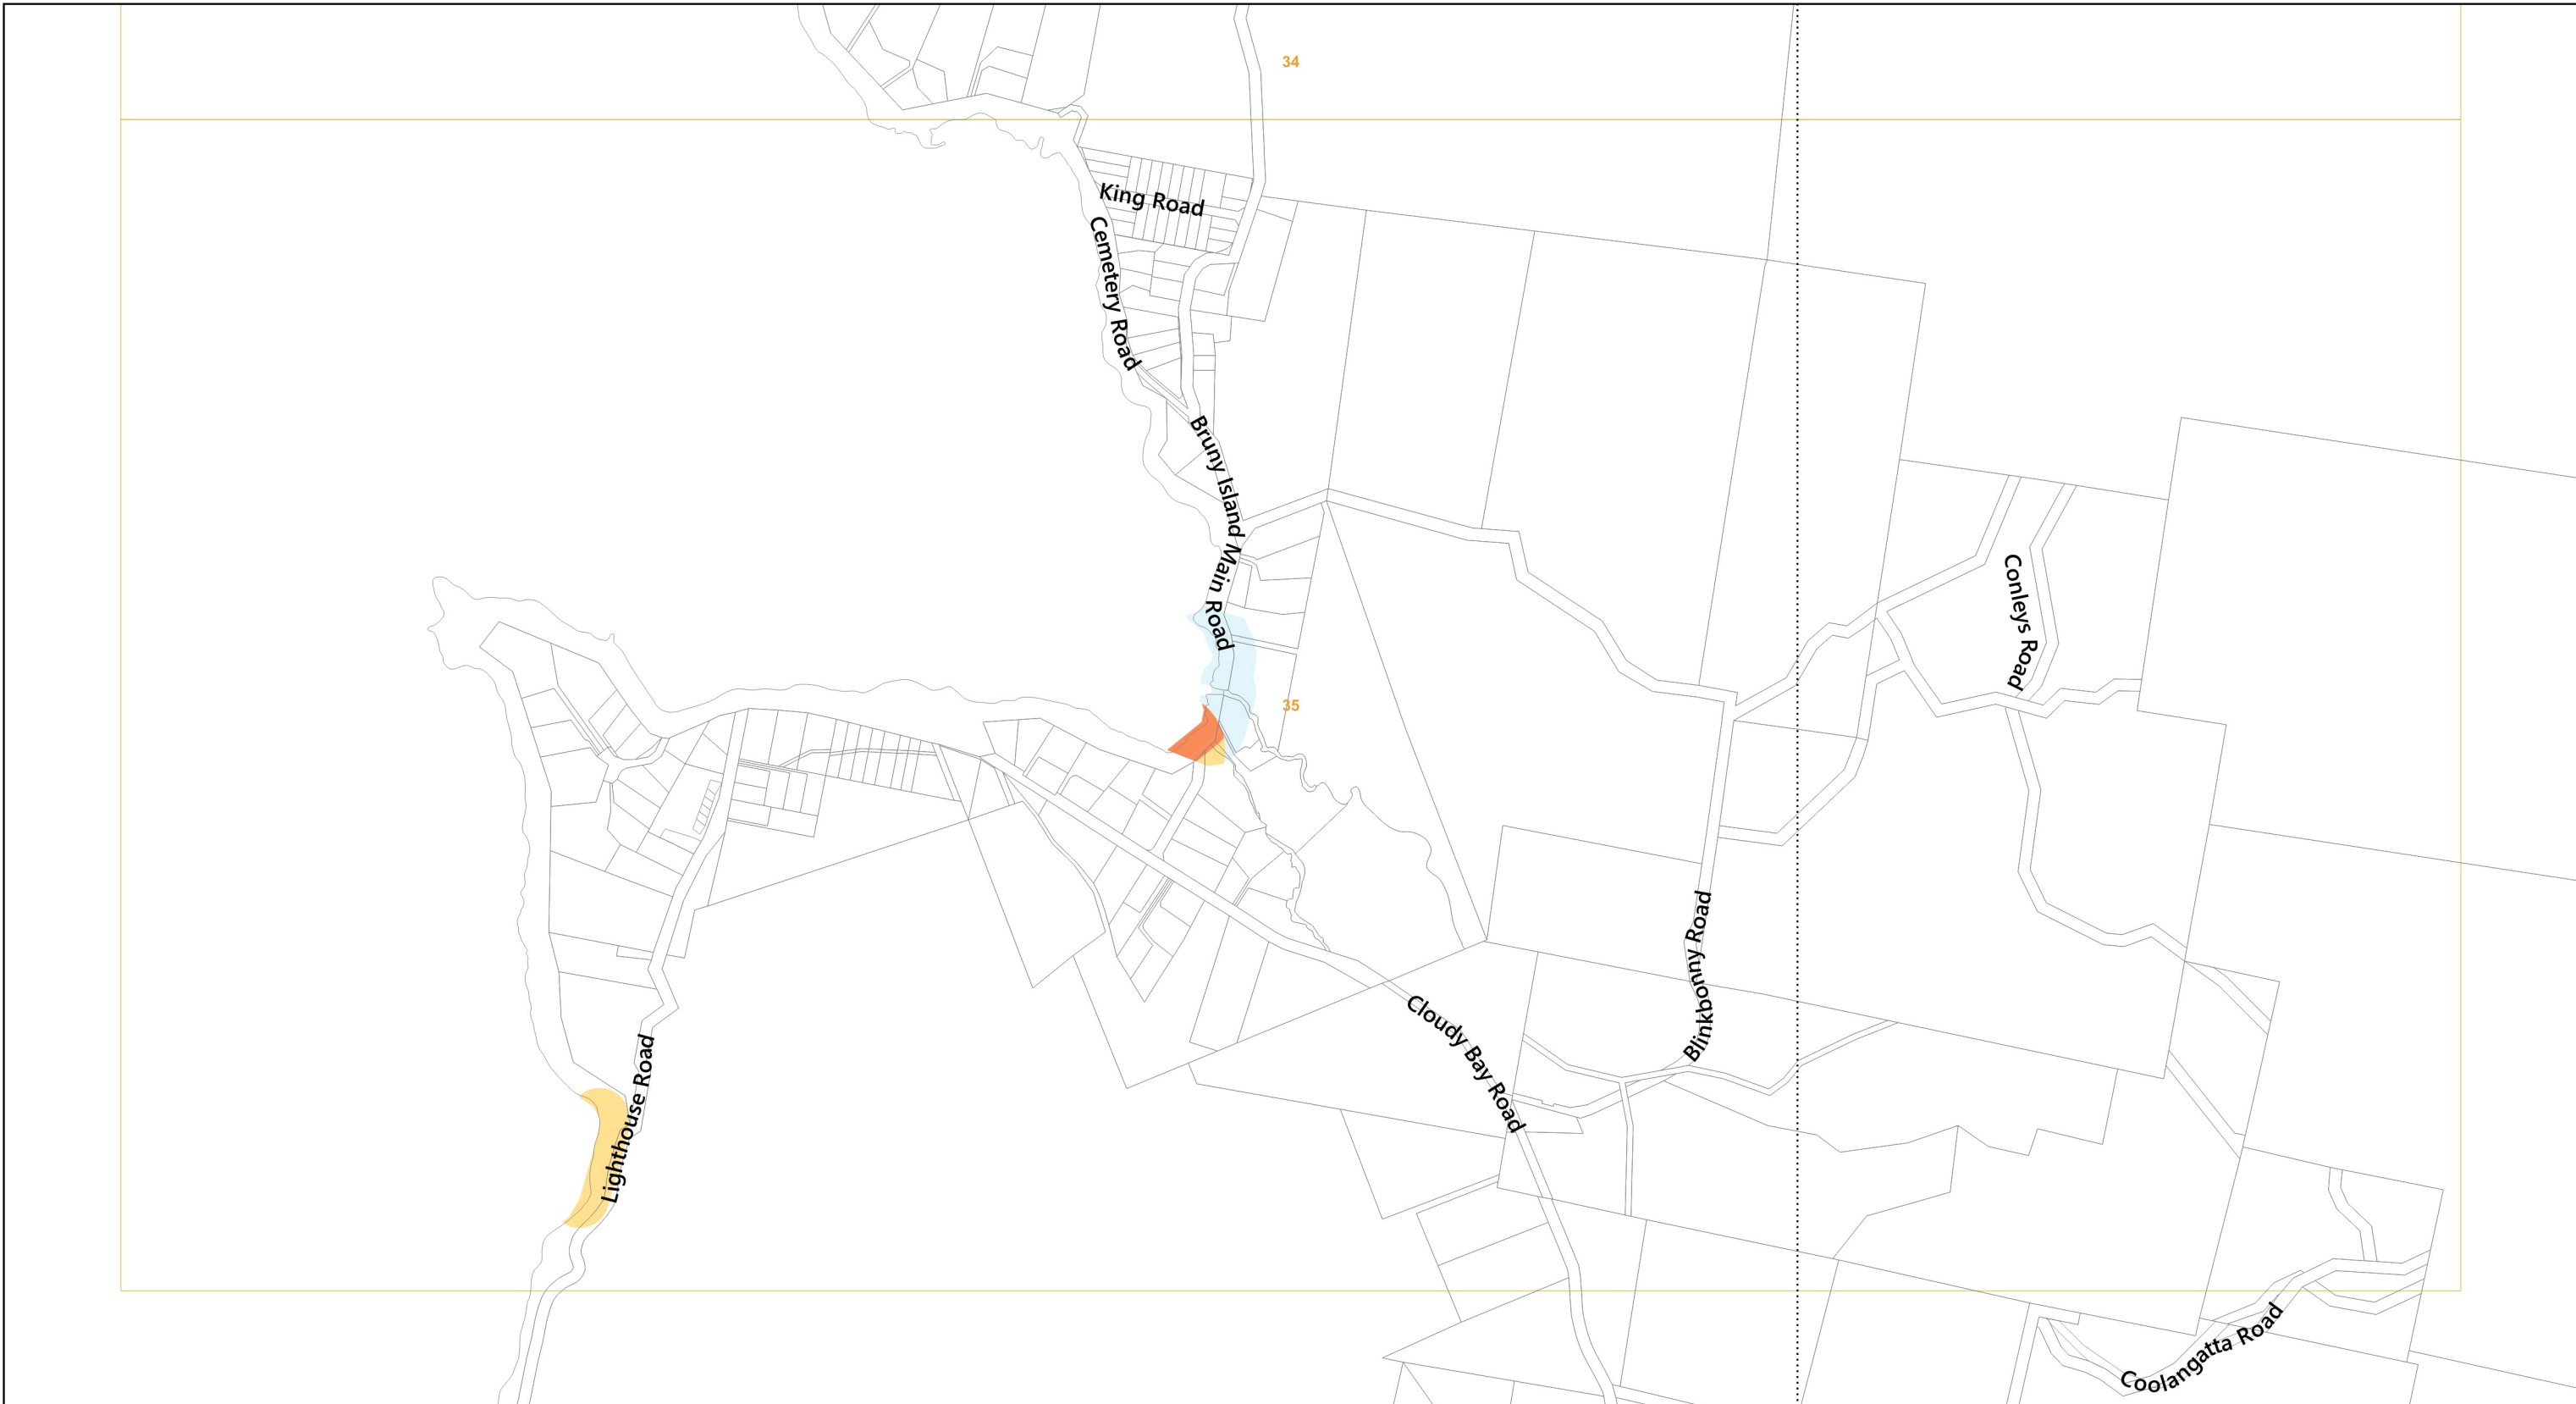 34
King Road
Cemetery Road
Bruny Island Main Road
Conleys Road
35
Blinkbonny Road
Cloudy Bay Road
Lighthouse Road
Coolangatta Road